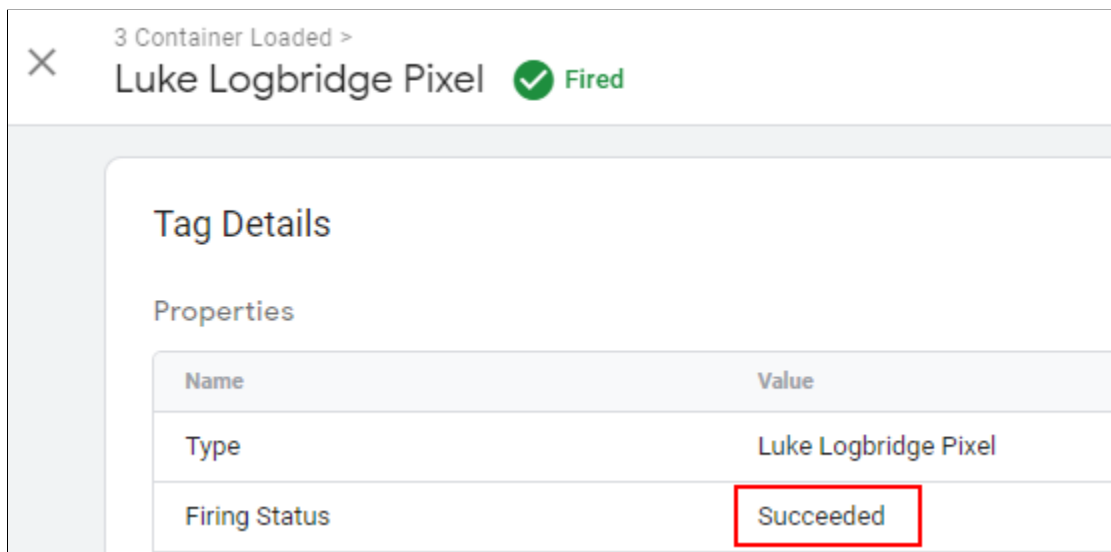 3 Container Loaded >
Luke Logbridge Pixel Fired
Tag Details
Properties
Name Value
Type Luke Logbridge Pixel
Firing Status Succeeded